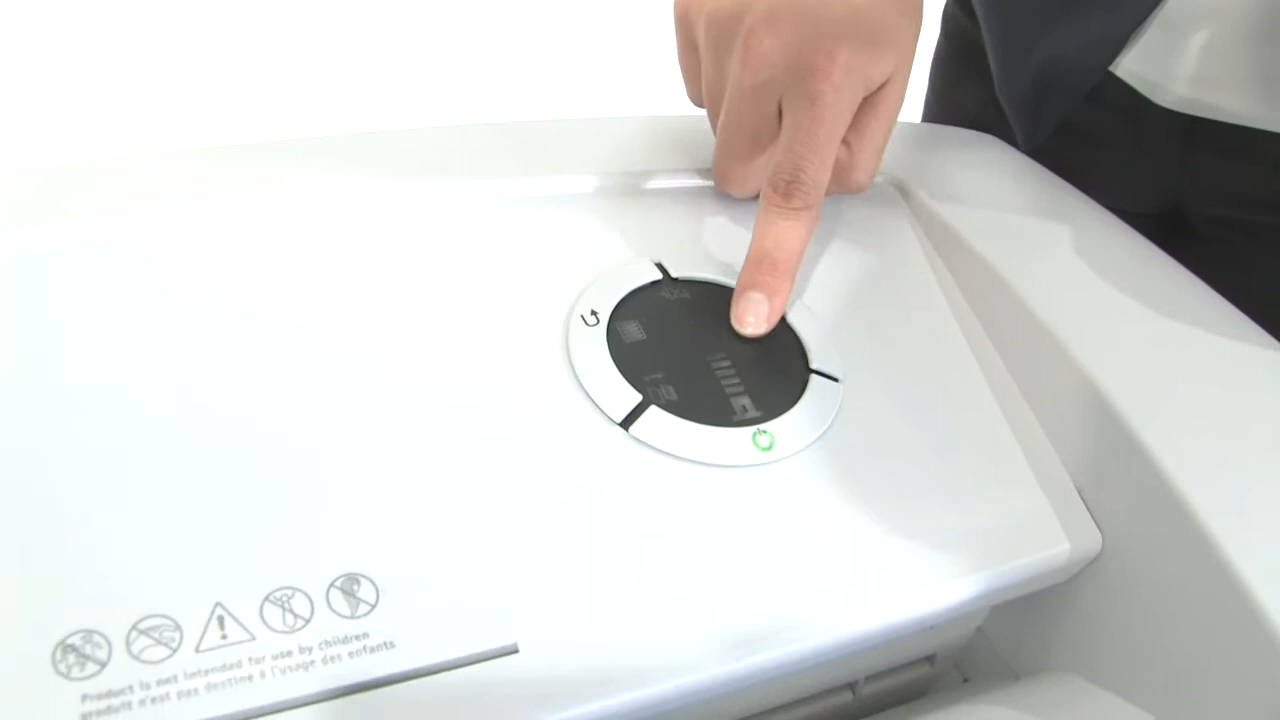 Product is not intended for use by children
produit n'est pas destiné à l'usage des enfants